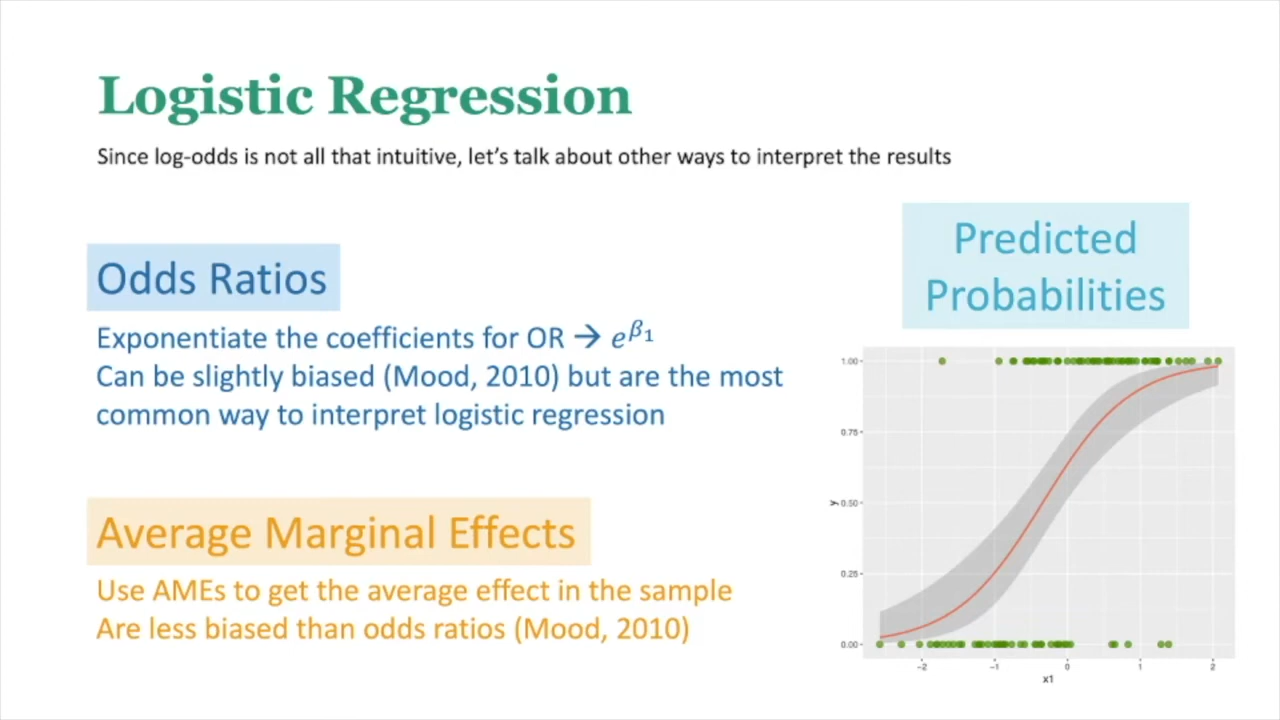 Logistic Regression
Since log-odds is not all that intuitive, let's talk about other ways to interpret the results
Odds Ratios
Exponentiate the coefficients for OR → e^β₁
Can be slightly biased (Mood, 2010) but are the most
common way to interpret logistic regression
Average Marginal Effects
Use AMEs to get the average effect in the sample
Are less biased than odds ratios (Mood, 2010)
Predicted
Probabilities
1.00
0.75
0.50
0.25
0.00
y
-2 -1 0 1 2
x1